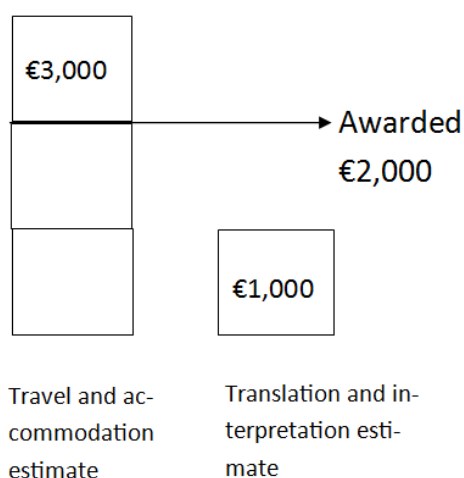 €3,000
Awarded
€2,000
€1,000
Travel and ac-
commodation
estimate
Translation and in-
terpretation esti-
mate